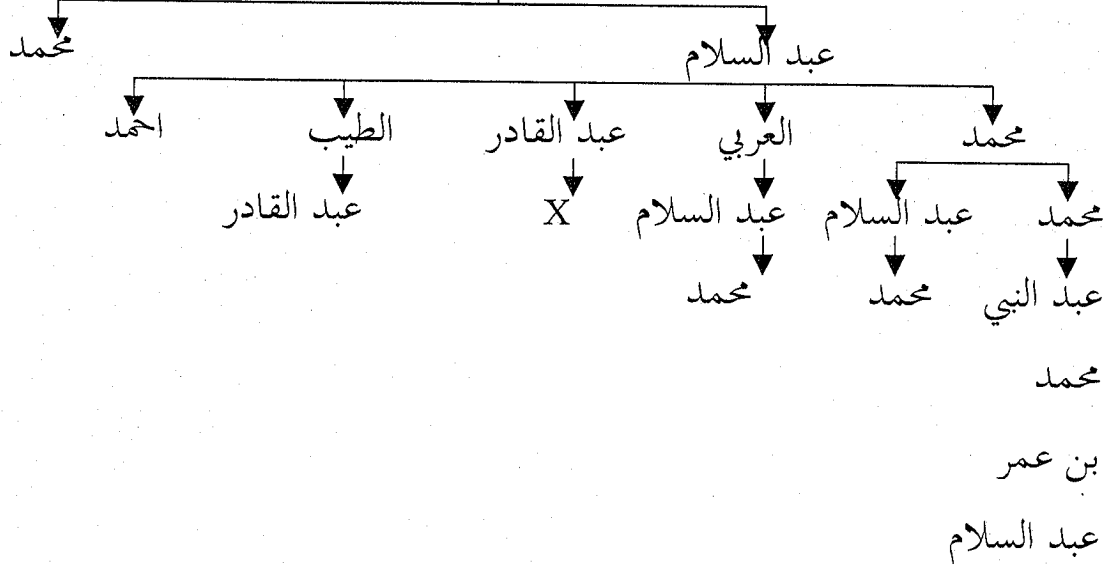 عبد السلام محمد
محمد العربي عبد القادر الطيب احمد
محمد عبد السلام عبد السلام X عبد القادر
عبد النبي محمد محمد
محمد
بن عمر
عبد السلام